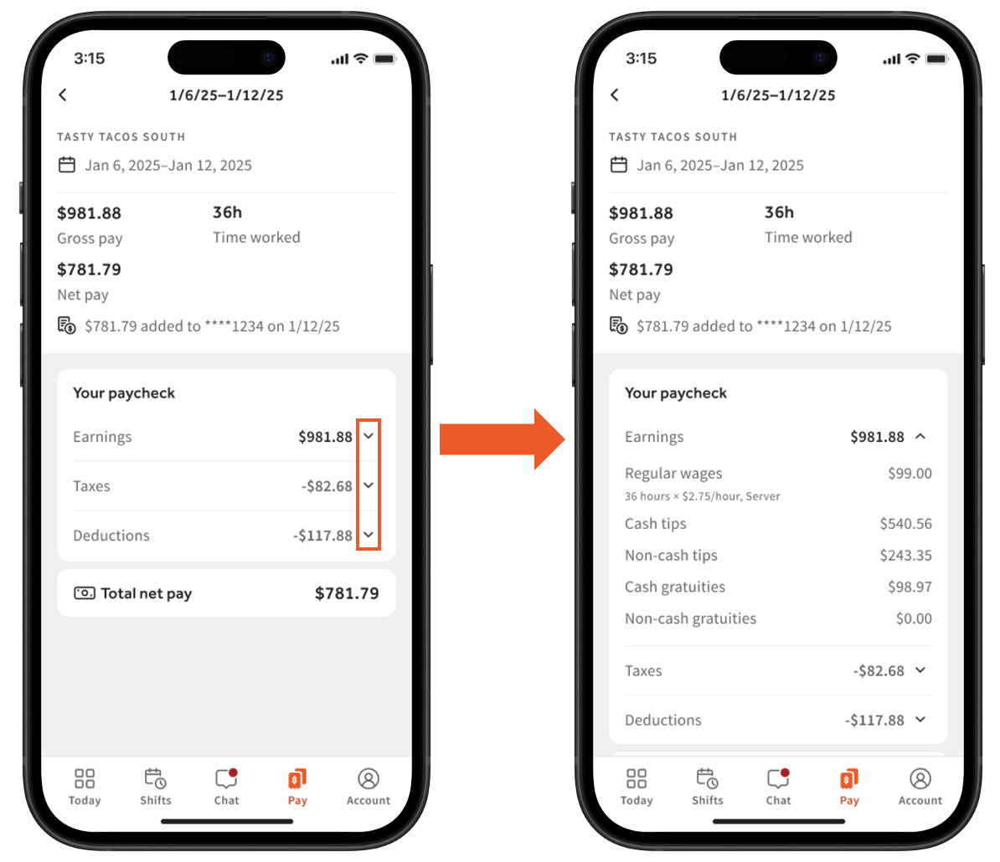 3:15
1/6/25–1/12/25
TASTY TACOS SOUTH
Jan 6, 2025–Jan 12, 2025
$981.88 36h
Gross pay Time worked
$781.79
Net pay
$781.79 added to ****1234 on 1/12/25
Your paycheck
Earnings $981.88
Taxes -$82.68
Deductions -$117.88
Total net pay $781.79
Today Shifts Chat Pay Account
3:15
1/6/25–1/12/25
TASTY TACOS SOUTH
Jan 6, 2025–Jan 12, 2025
$981.88 36h
Gross pay Time worked
$781.79
Net pay
$781.79 added to ****1234 on 1/12/25
Your paycheck
Earnings $981.88
Regular wages $99.00
36 hours × $2.75/hour, Server
Cash tips $540.56
Non-cash tips $243.35
Cash gratuities $98.97
Non-cash gratuities $0.00
Taxes -$82.68
Deductions -$117.88
Today Shifts Chat Pay Account